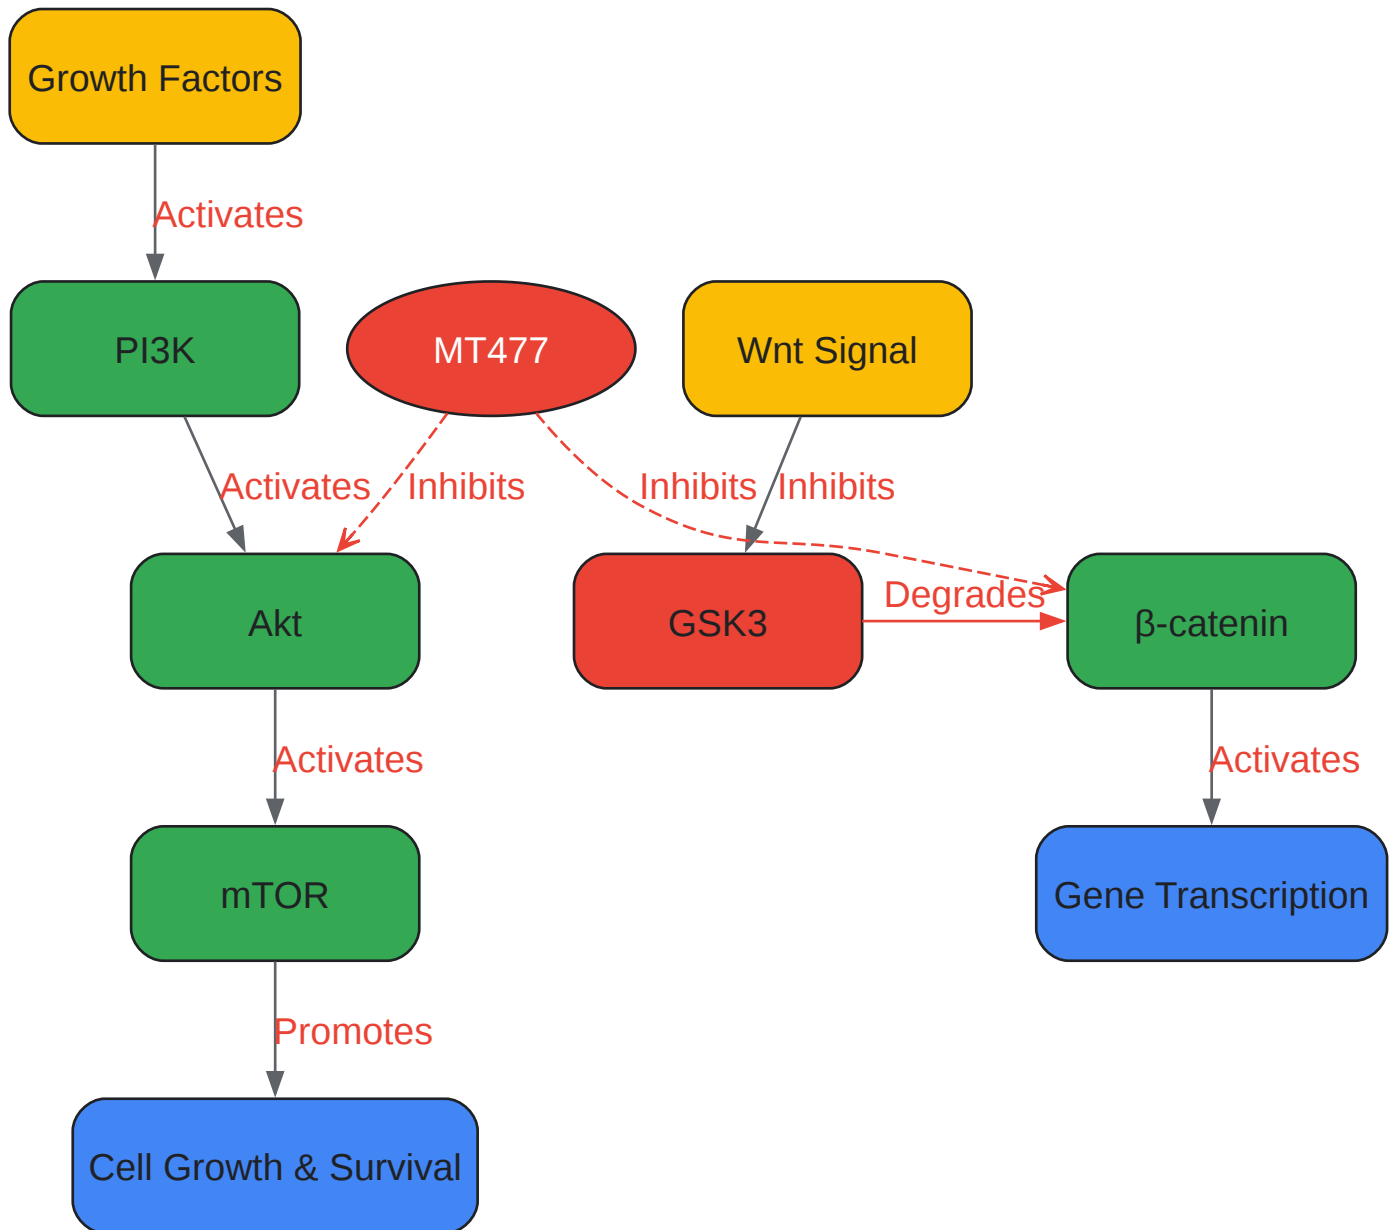 Growth Factors
Activates
PI3K
MT477
Wnt Signal
Activates
Inhibits
Inhibits
Inhibits
Akt
GSK3
Degrades
β-catenin
Activates
Activates
mTOR
Gene Transcription
Promotes
Cell Growth & Survival